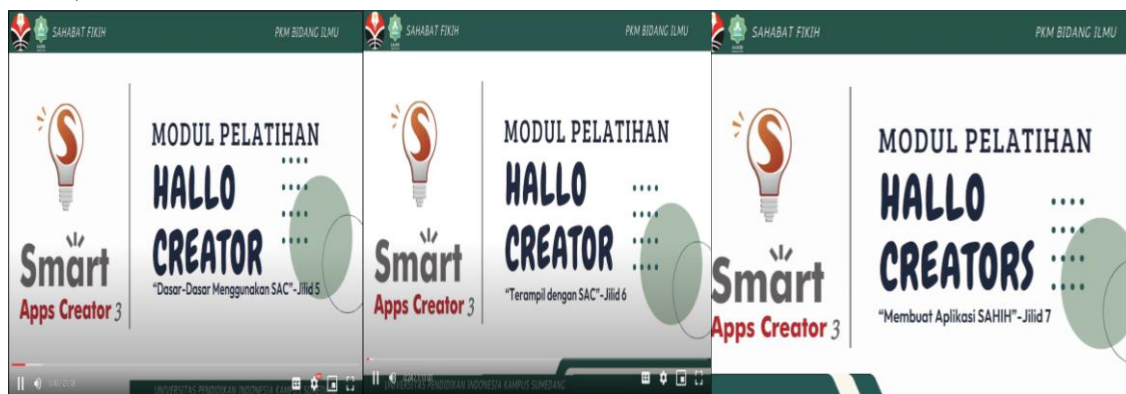 SAHABAT FIKIH
PKM BIDANG ILMU
MODUL PELATIHAN
HALLO
CREATOR
"Dasar-Dasar Menggunakan SAC"-Jilid 5
S
Smart
Apps Creator 3
SAHABAT FIKIH
PKM BIDANG ILMU
MODUL PELATIHAN
HALLO
CREATOR
"Terampil dengan SAC"-Jilid 6
S
Smart
Apps Creator 3
UNIVERSITAS PENDIDIKAN INDONESIA KAMPUS SUMEDANG
SAHABAT FIKIH
PKM BIDANG ILMU
MODUL PELATIHAN
HALLO
CREATORS
"Membuat Aplikasi SAHIH"-Jilid 7
S
Smart
Apps Creator 3